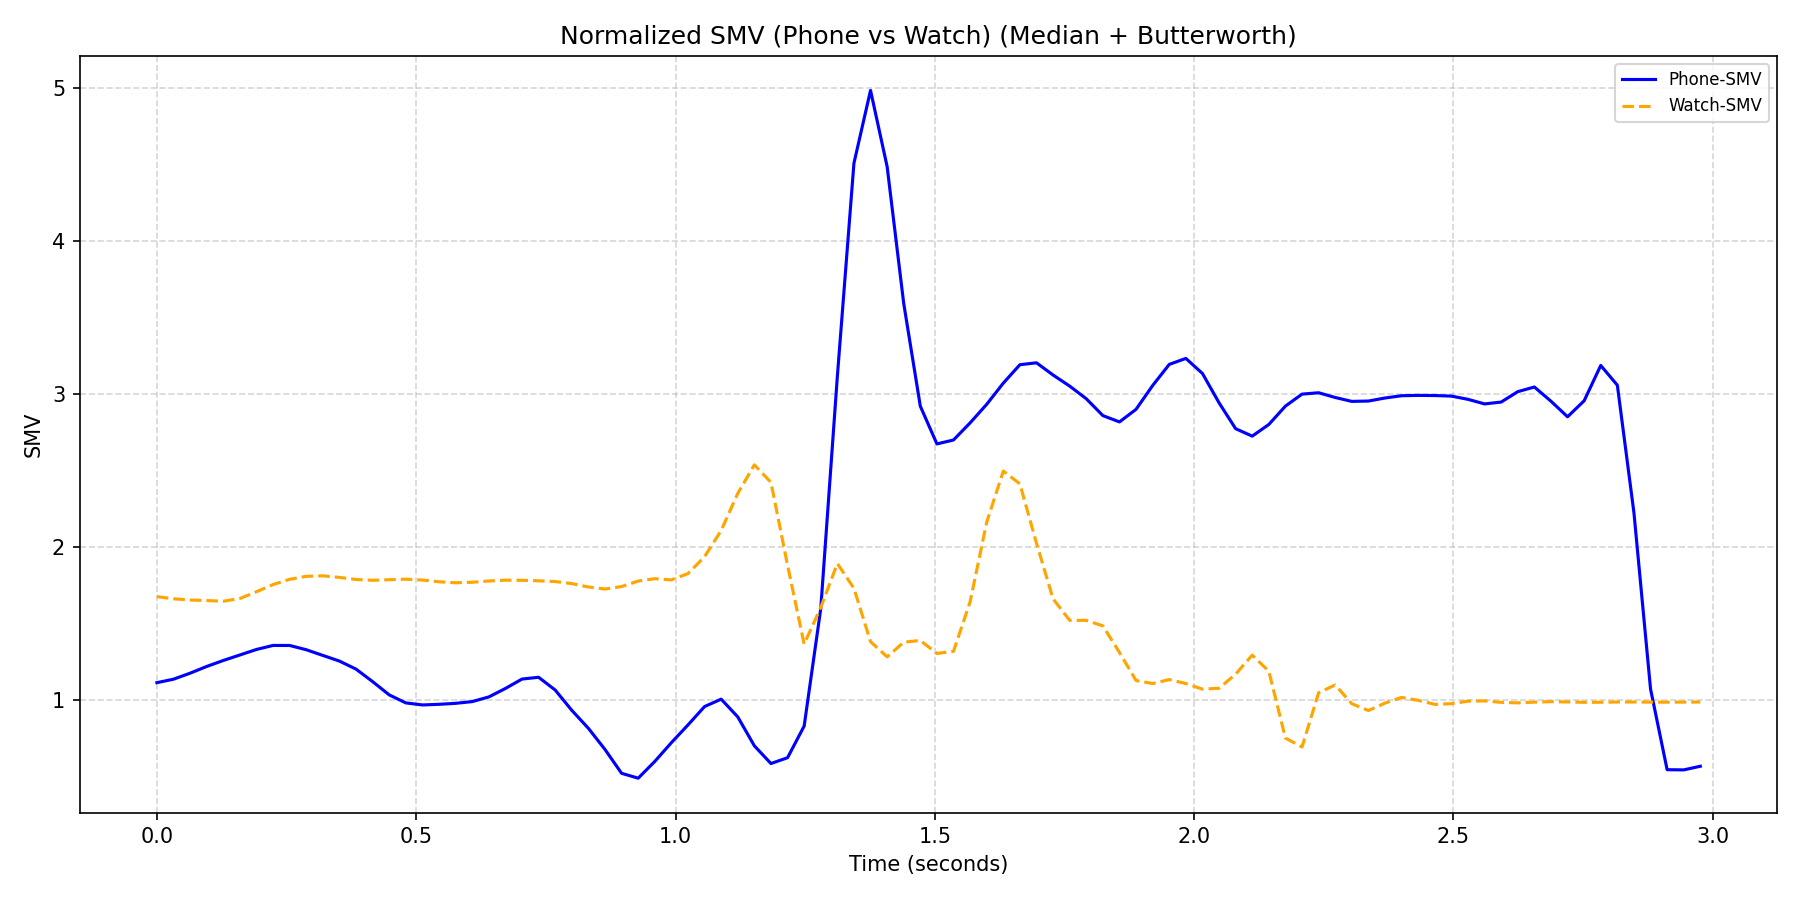 Normalized SMV (Phone vs Watch) (Median + Butterworth)
Phone-SMV
Watch-SMV
5
4
3
2
1
SMV
0.0 0.5 1.0 1.5 2.0 2.5 3.0
Time (seconds)